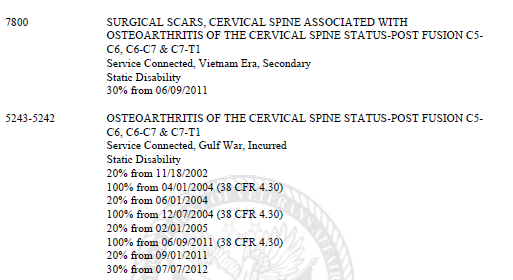 7800 SURGICAL SCARS, CERVICAL SPINE ASSOCIATED WITH
OSTEOARTHRITIS OF THE CERVICAL SPINE STATUS-POST FUSION C5-
C6, C6-C7 & C7-T1
Service Connected, Vietnam Era, Secondary
Static Disability
30% from 06/09/2011
5243-5242 OSTEOARTHRITIS OF THE CERVICAL SPINE STATUS-POST FUSION C5-
C6, C6-C7 & C7-T1
Service Connected, Gulf War, Incurred
Static Disability
20% from 11/18/2002
100% from 04/01/2004 (38 CFR 4.30)
20% from 06/01/2004
100% from 12/07/2004 (38 CFR 4.30)
20% from 02/01/2005
100% from 06/09/2011 (38 CFR 4.30)
20% from 09/01/2011
30% from 07/07/2012